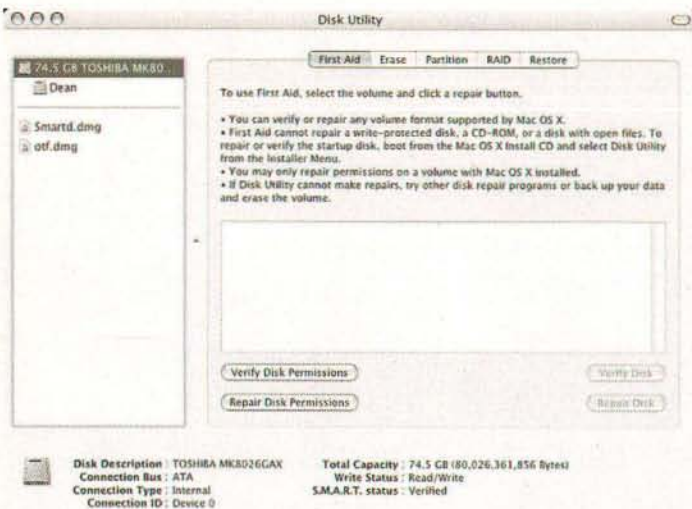 Disk Utility
74.5 GB TOSHIBA MK80...
Dean
Smartd.dmg
otf.dmg
First Aid Erase Partition RAID Restore
To use First Aid, select the volume and click a repair button.
• You can verify or repair any volume format supported by Mac OS X.
• First Aid cannot repair a write-protected disk, a CD-ROM, or a disk with open files. To
repair or verify the startup disk, boot from the Mac OS X Install CD and select Disk Utility
from the Installer Menu.
• You may only repair permissions on a volume with Mac OS X installed.
• If Disk Utility cannot make repairs, try other disk repair programs or back up your data
and erase the volume.
Verify Disk Permissions Verify Disk
Repair Disk Permissions Repair Disk
Disk Description : TOSHIBA MK8026GAX Total Capacity : 74.5 GB (80,026,361,856 Bytes)
Connection Bus : ATA Write Status : Read/Write
Connection Type : Internal S.M.A.R.T. status : Verified
Connection ID : Device 0